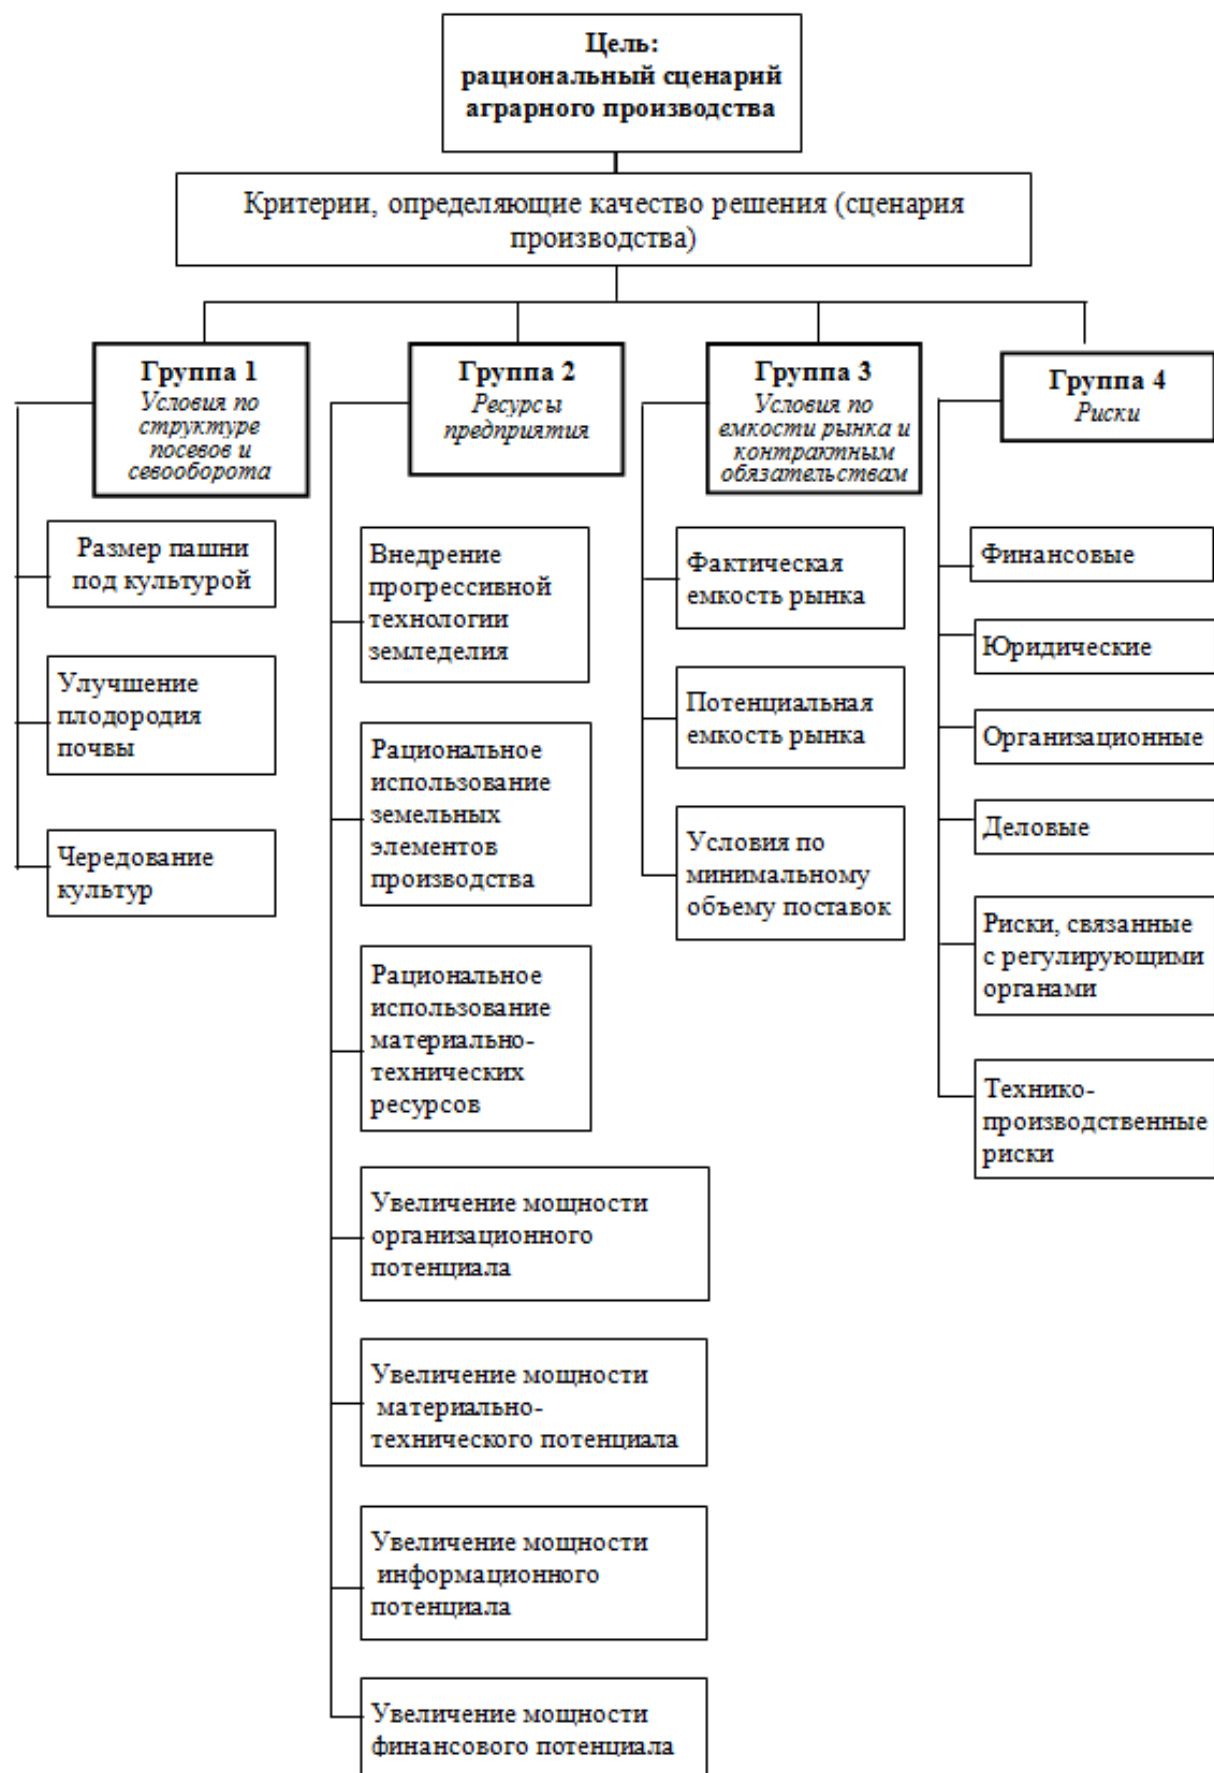 Цель:
рациональный сценарий
аграрного производства
Критерии, определяющие качество решения (сценария
производства)
Группа 1
Условия по
структуре
посевов и
севооборота
Размер пашни
под культурой
Улучшение
плодородия
почвы
Чередование
культур
Группа 2
Ресурсы
предприятия
Внедрение
прогрессивной
технологии
земледелия
Рациональное
использование
земельных
элементов
производства
Рациональное
использование
материально-
технических
ресурсов
Увеличение мощности
организационного
потенциала
Увеличение мощности
материально-
технического потенциала
Увеличение мощности
информационного
потенциала
Увеличение мощности
финансового потенциала
Группа 3
Условия по
емкости рынка и
контрактным
обязательствам
Фактическая
емкость рынка
Потенциальная
емкость рынка
Условия по
минимальному
объему поставок
Группа 4
Риски
Финансовые
Юридические
Организационные
Деловые
Риски, связанные
с регулирующими
органами
Технико-
производственные
риски